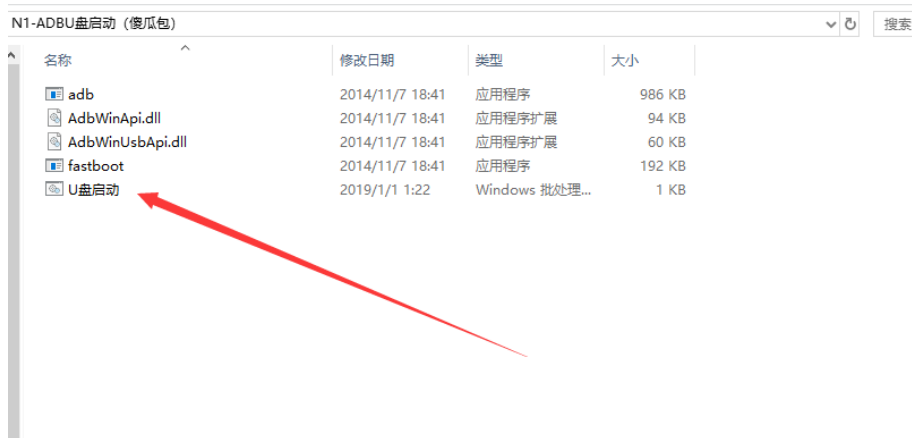 N1-ADBU盘启动（傻瓜包）
搜索
名称 修改日期 类型 大小
adb 2014/11/7 18:41 应用程序 986 KB
AdbWinApi.dll 2014/11/7 18:41 应用程序扩展 94 KB
AdbWinUsbApi.dll 2014/11/7 18:41 应用程序扩展 60 KB
fastboot 2014/11/7 18:41 应用程序 192 KB
U盘启动 2019/1/1 1:22 Windows 批处理... 1 KB